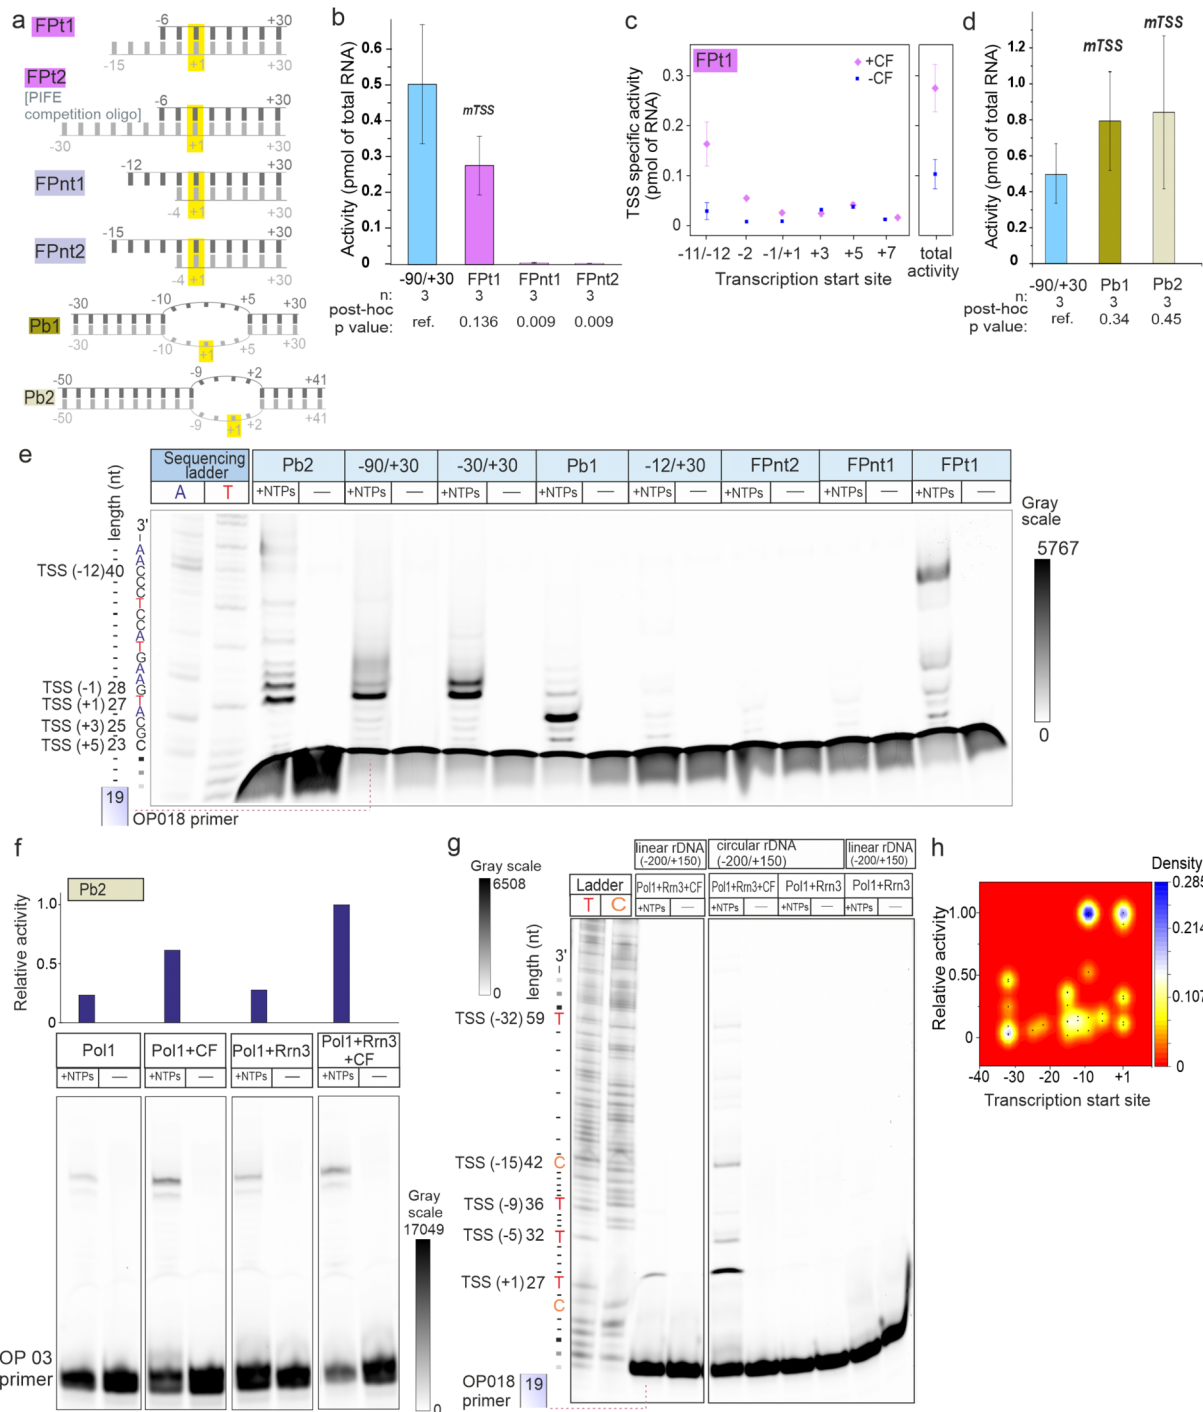 a
FPt1
-6
+30
-15
+1
+30
FPt2
[PIFE
competition oligo]
-6
+30
-30
+1
+30
FPnt1
-12
+30
-4
+1
+30
FPnt2
-15
+30
-4
+1
+30
Pb1
-30
-10
+5
+30
-30
-10
+1
+5
+30
Pb2
-50
-9
+2
+41
-50
-9
+1
+2
+41
b
Activity (pmol of total RNA)
0.6
0.5
0.4
0.3
0.2
0.1
0
mTSS
-90/+30 FPt1 FPnt1 FPnt2
n: 3 3 3 3
post-hoc
p value: ref. 0.136 0.009 0.009
c
FPt1
+CF
-CF
TSS specific activity
(pmol of RNA)
0.3
0.2
0.1
0
-11/-12 -2 -1/+1 +3 +5 +7
Transcription start site
total
activity
d
Activity (pmol of total RNA)
1.2
1.0
0.8
0.6
0.4
0.2
0
mTSS
mTSS
-90/+30 Pb1 Pb2
n: 3 3 3
post-hoc
p value: ref. 0.34 0.45
e
Sequencing
ladder
A T
Pb2 -90/+30 -30/+30 Pb1 -12/+30 FPnt2 FPnt1 FPt1
+NTPs — +NTPs — +NTPs — +NTPs — +NTPs — +NTPs — +NTPs — +NTPs —
length (nt)
3'
A
A
C
C
C
T
C
C
A
T
G
A
A
G
T
A
C
G
C
TSS (-12) 40
TSS (-1) 28
TSS (+1) 27
TSS (+3) 25
TSS (+5) 23
19
OP018 primer
Gray
scale
5767
0
f
Pb2
Relative activity
1.0
0.5
0
Pol1 Pol1+CF Pol1+Rrn3 Pol1+Rrn3
+CF
+NTPs — +NTPs — +NTPs — +NTPs —
OP 03
primer
Gray
scale
17049
0
g
Gray scale
6508
0
length (nt)
3'
Ladder
T C
linear rDNA
(-200/+150)
circular rDNA
(-200/+150)
linear rDNA
(-200/+150)
Pol1+Rrn3+CF Pol1+Rrn3+CF Pol1+Rrn3 Pol1+Rrn3
+NTPs — +NTPs — +NTPs — +NTPs —
TSS (-32) 59 T
TSS (-15) 42 C
TSS (-9) 36 T
TSS (-5) 32 T
TSS (+1) 27 T
C
OP018
primer
19
h
Relative activity
1.00
0.50
0
-40 -30 -20 -10 +1
Transcription start site
Density
0.285
0.214
0.107
0